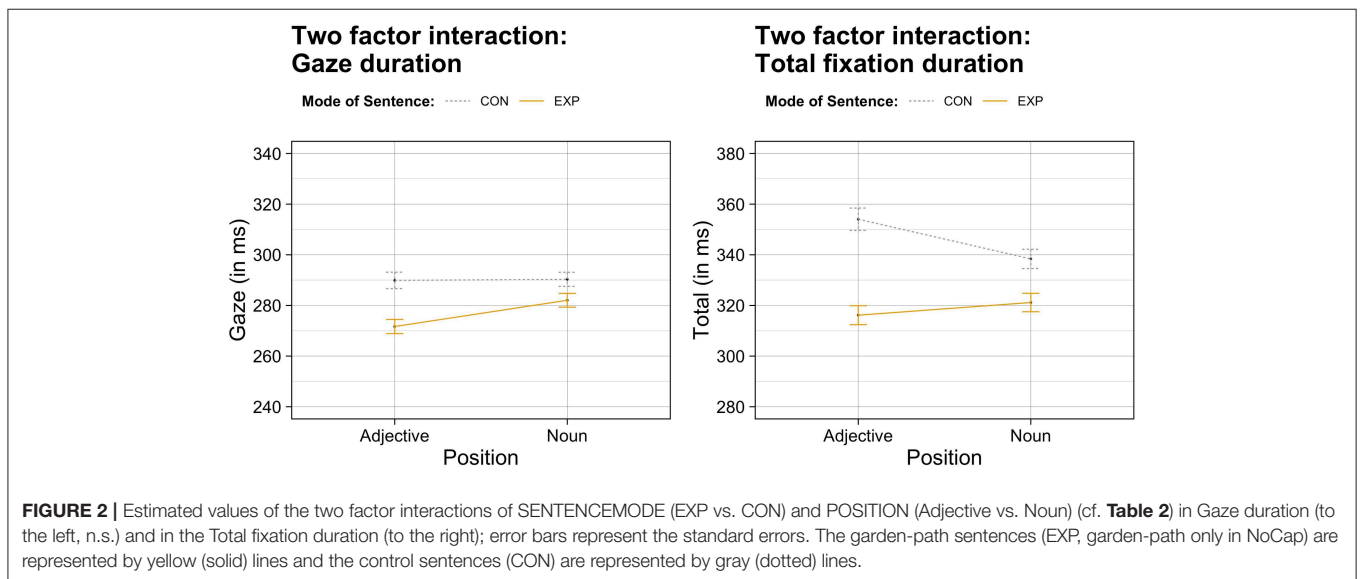 Two factor interaction:
Gaze duration
Mode of Sentence: CON EXP
340
320
300
280
260
240
Gaze (in ms)
Adjective Noun
Position
Two factor interaction:
Total fixation duration
Mode of Sentence: CON EXP
380
360
340
320
300
280
Total (in ms)
Adjective Noun
Position
FIGURE 2 | Estimated values of the two factor interactions of SENTENCEMODE (EXP vs. CON) and POSITION (Adjective vs. Noun) (cf. Table 2) in Gaze duration (to
the left, n.s.) and in the Total fixation duration (to the right); error bars represent the standard errors. The garden-path sentences (EXP, garden-path only in NoCap) are
represented by yellow (solid) lines and the control sentences (CON) are represented by gray (dotted) lines.